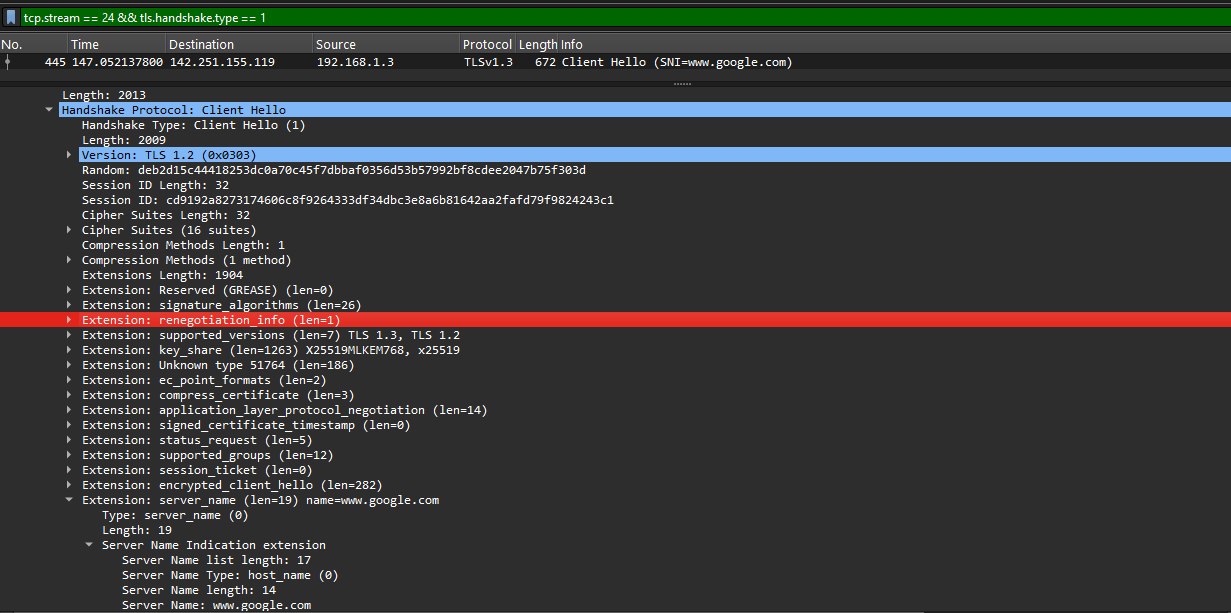 tcp.stream == 24 && tls.handshake.type == 1
No. Time Destination Source Protocol Length Info
445 147.052137800 142.251.155.119 192.168.1.3 TLSv1.3 672 Client Hello (SNI=www.google.com)
Length: 2013
Handshake Protocol: Client Hello
Handshake Type: Client Hello (1)
Length: 2009
Version: TLS 1.2 (0x0303)
Random: deb2d15c44418253dc0a70c45f7dbbaf0356d53b57992bf8cdee2047b75f303d
Session ID Length: 32
Session ID: cd9192a8273174606c8f9264333df34dbc3e8a6b81642aa2fafd79f9824243c1
Cipher Suites Length: 32
Cipher Suites (16 suites)
Compression Methods Length: 1
Compression Methods (1 method)
Extensions Length: 1904
Extension: Reserved (GREASE) (len=0)
Extension: signature_algorithms (len=26)
Extension: renegotiation_info (len=1)
Extension: supported_versions (len=7) TLS 1.3, TLS 1.2
Extension: key_share (len=1263) X25519MLKEM768, x25519
Extension: Unknown type 51764 (len=186)
Extension: ec_point_formats (len=2)
Extension: compress_certificate (len=3)
Extension: application_layer_protocol_negotiation (len=14)
Extension: signed_certificate_timestamp (len=0)
Extension: status_request (len=5)
Extension: supported_groups (len=12)
Extension: session_ticket (len=0)
Extension: encrypted_client_hello (len=282)
Extension: server_name (len=19) name=www.google.com
Type: server_name (0)
Length: 19
Server Name Indication extension
Server Name list length: 17
Server Name Type: host_name (0)
Server Name length: 14
Server Name: www.google.com